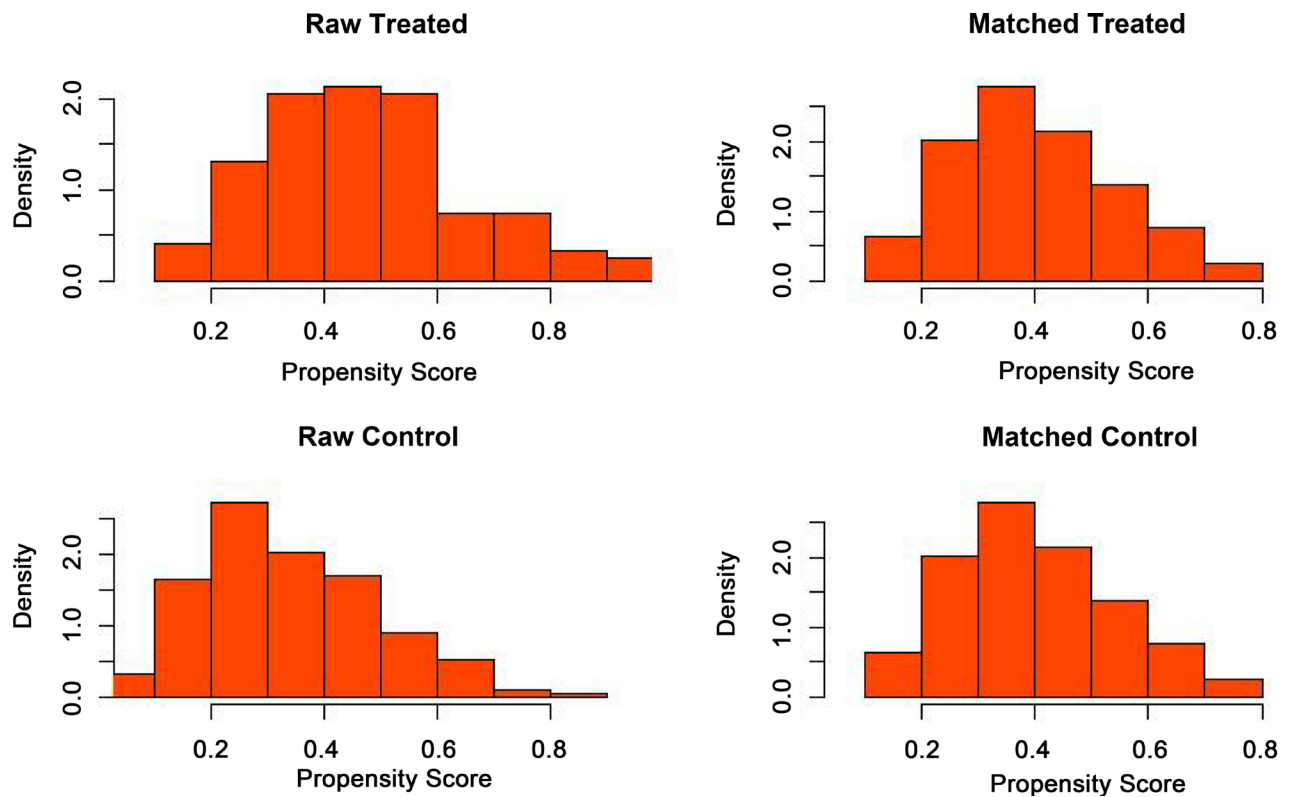 Raw Treated
Density
0.0 1.0 2.0
0.2 0.4 0.6 0.8
Propensity Score
Matched Treated
Density
0.0 1.0 2.0
0.2 0.4 0.6 0.8
Propensity Score
Raw Control
Density
0.0 1.0 2.0
0.2 0.4 0.6 0.8
Propensity Score
Matched Control
Density
0.0 1.0 2.0
0.2 0.4 0.6 0.8
Propensity Score